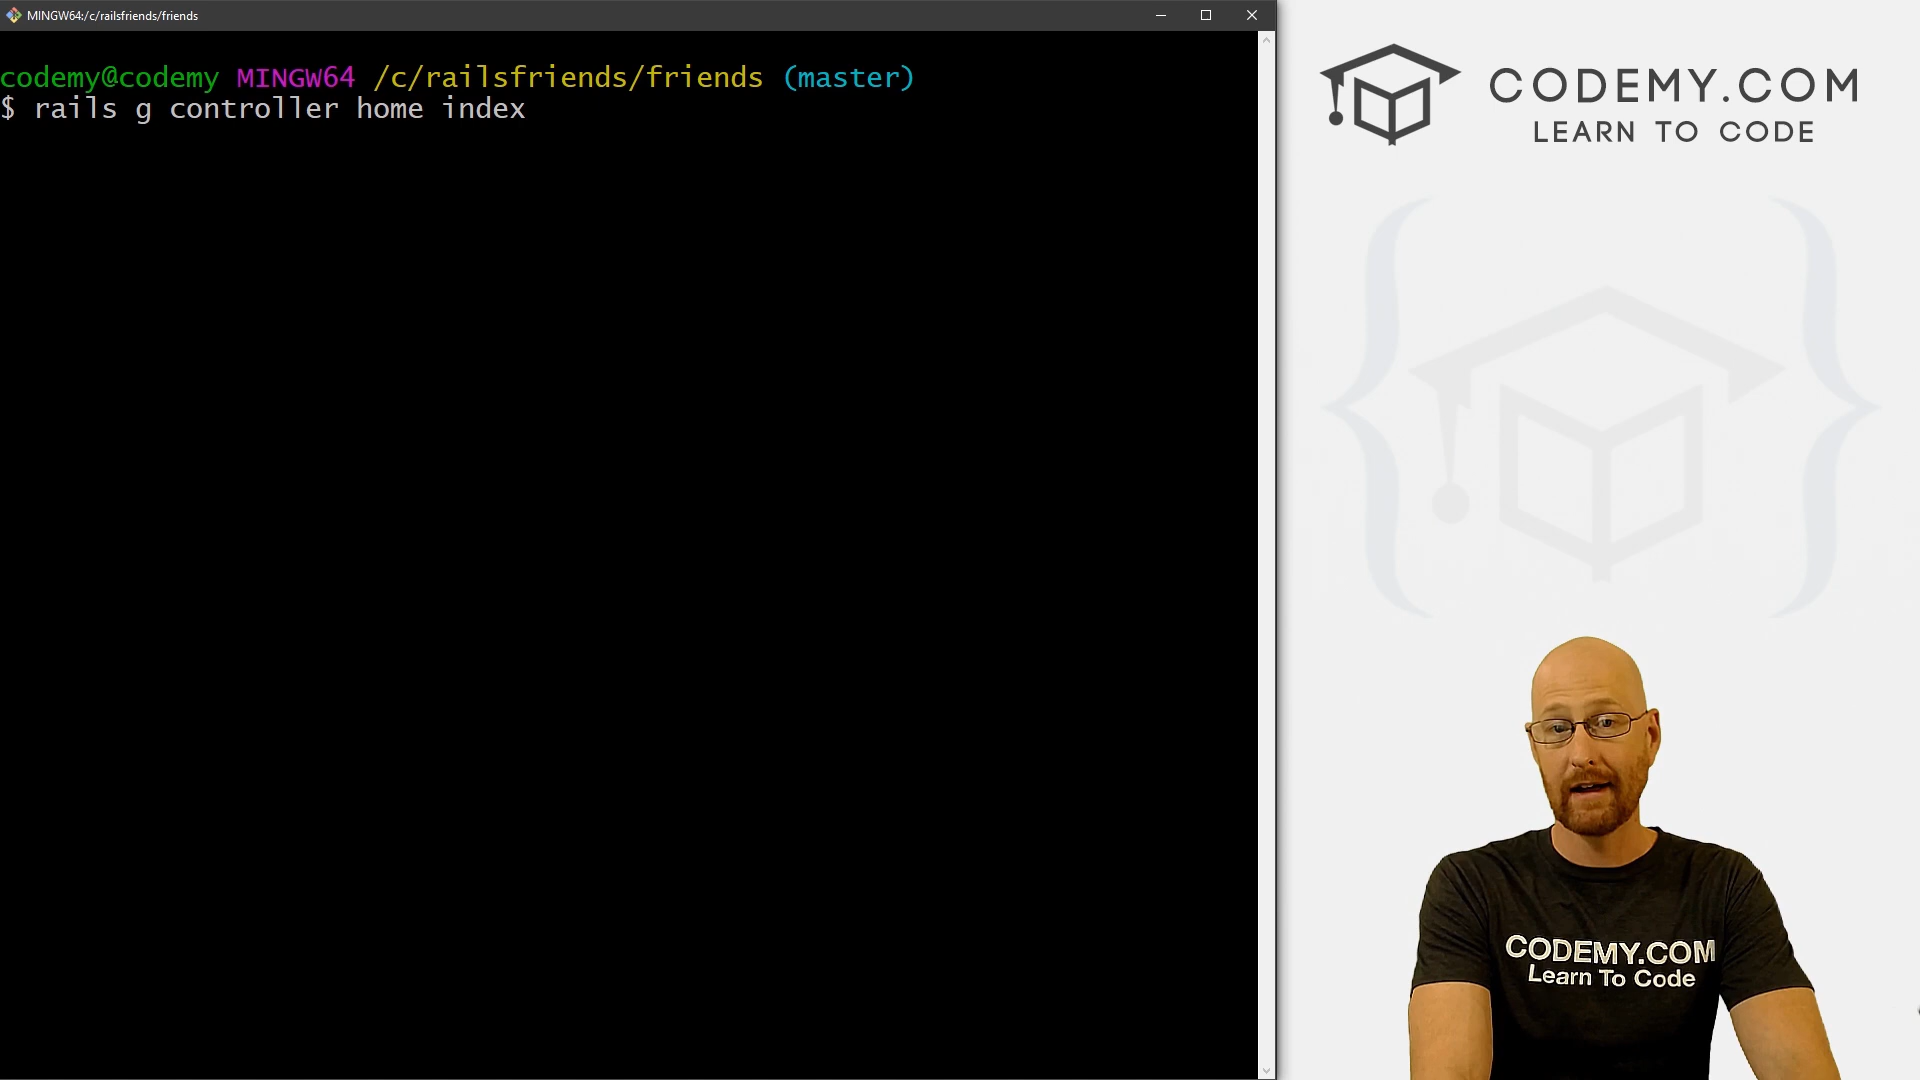 MINGW64:/c/railsfriends/friends
codemy@codemy MINGW64 /c/railsfriends/friends (master)
$ rails g controller home index
CODEMY.COM
LEARN TO CODE
CODEMY.COM
Learn To Code